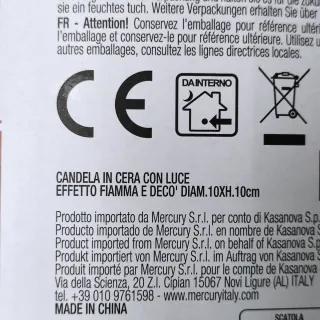 sie ein feuchtes tuch. Weitere Verpackungen erhalten Sie über
FR - Attention! Conservez l'emballage pour référence
l'emballage et conservez-le pour référence ultérieure. Utilisez
autres emballages, consultez les lignes directrices locales.
CE
DA INTERNO
CANDELA IN CERA CON LUCE
EFFETTO FIAMMA E DECO' DIAM.10XH.10cm
Prodotto importato da Mercury S.r.l. per conto di Kasanova S.p.
Producto importado de Mercury S.r.l. en nombre de Kasanova S
Product imported from Mercury S.r.l. on behalf of Kasanova S.p
Produkt importiert von Mercury S.r.l. im Auftrag von Kasanova S
Produit importé par Mercury S.r.l. pour le compte de Kasanova
Via della Scienza, 20 Z.I. Cipian 15067 Novi Ligure (AL) ITALY
tel. +39 010 9761598 - www.mercuryitaly.com
MADE IN CHINA
SCATOLA